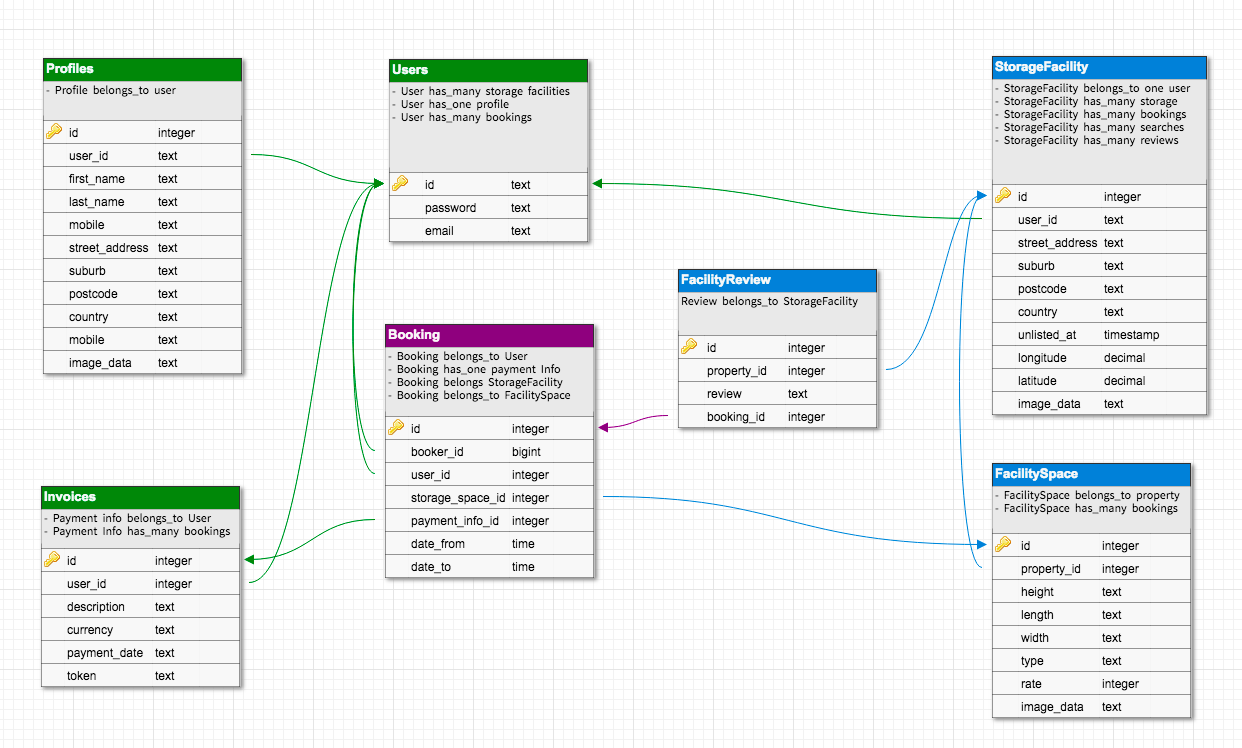 Profiles
- Profile belongs_to user
id integer
user_id text
first_name text
last_name text
mobile text
street_address text
suburb text
postcode text
country text
mobile text
image_data text
Users
- User has_many storage facilities
- User has_one profile
- User has_many bookings
id text
password text
email text
StorageFacility
- StorageFacility belongs_to one user
- StorageFacility has_many storage
- StorageFacility has_many bookings
- StorageFacility has_many searches
- StorageFacility has_many reviews
id integer
user_id text
street_address text
suburb text
postcode text
country text
unlisted_at timestamp
longitude decimal
latitude decimal
image_data text
FacilityReview
Review belongs_to StorageFacility
id integer
property_id integer
review text
booking_id integer
Booking
- Booking belongs_to User
- Booking has_one payment Info
- Booking belongs StorageFacility
- Booking belongs_to FacilitySpace
id integer
booker_id bigint
user_id integer
storage_space_id integer
payment_info_id integer
date_from time
date_to time
Invoices
- Payment info belongs_to User
- Payment info has_many bookings
id integer
user_id integer
description text
currency text
payment_date text
token text
FacilitySpace
- FacilitySpace belongs_to property
- FacilitySpace has_many bookings
id integer
property_id integer
height text
length text
width text
type text
rate integer
image_data text